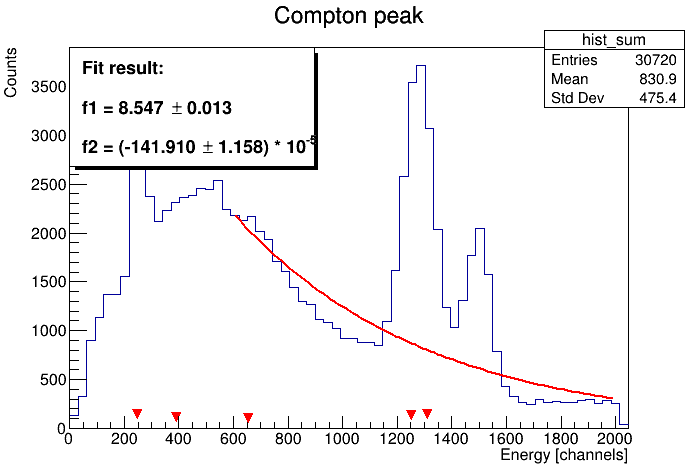 Compton peak
hist_sum
Entries 30720
Mean 830.9
Std Dev 475.4
Fit result:
f1 = 8.547 ± 0.013
f2 = (-141.910 ± 1.158) * 10^-5
Counts
3500
3000
2500
2000
1500
1000
500
0
0 200 400 600 800 1000 1200 1400 1600 1800 2000
Energy [channels]